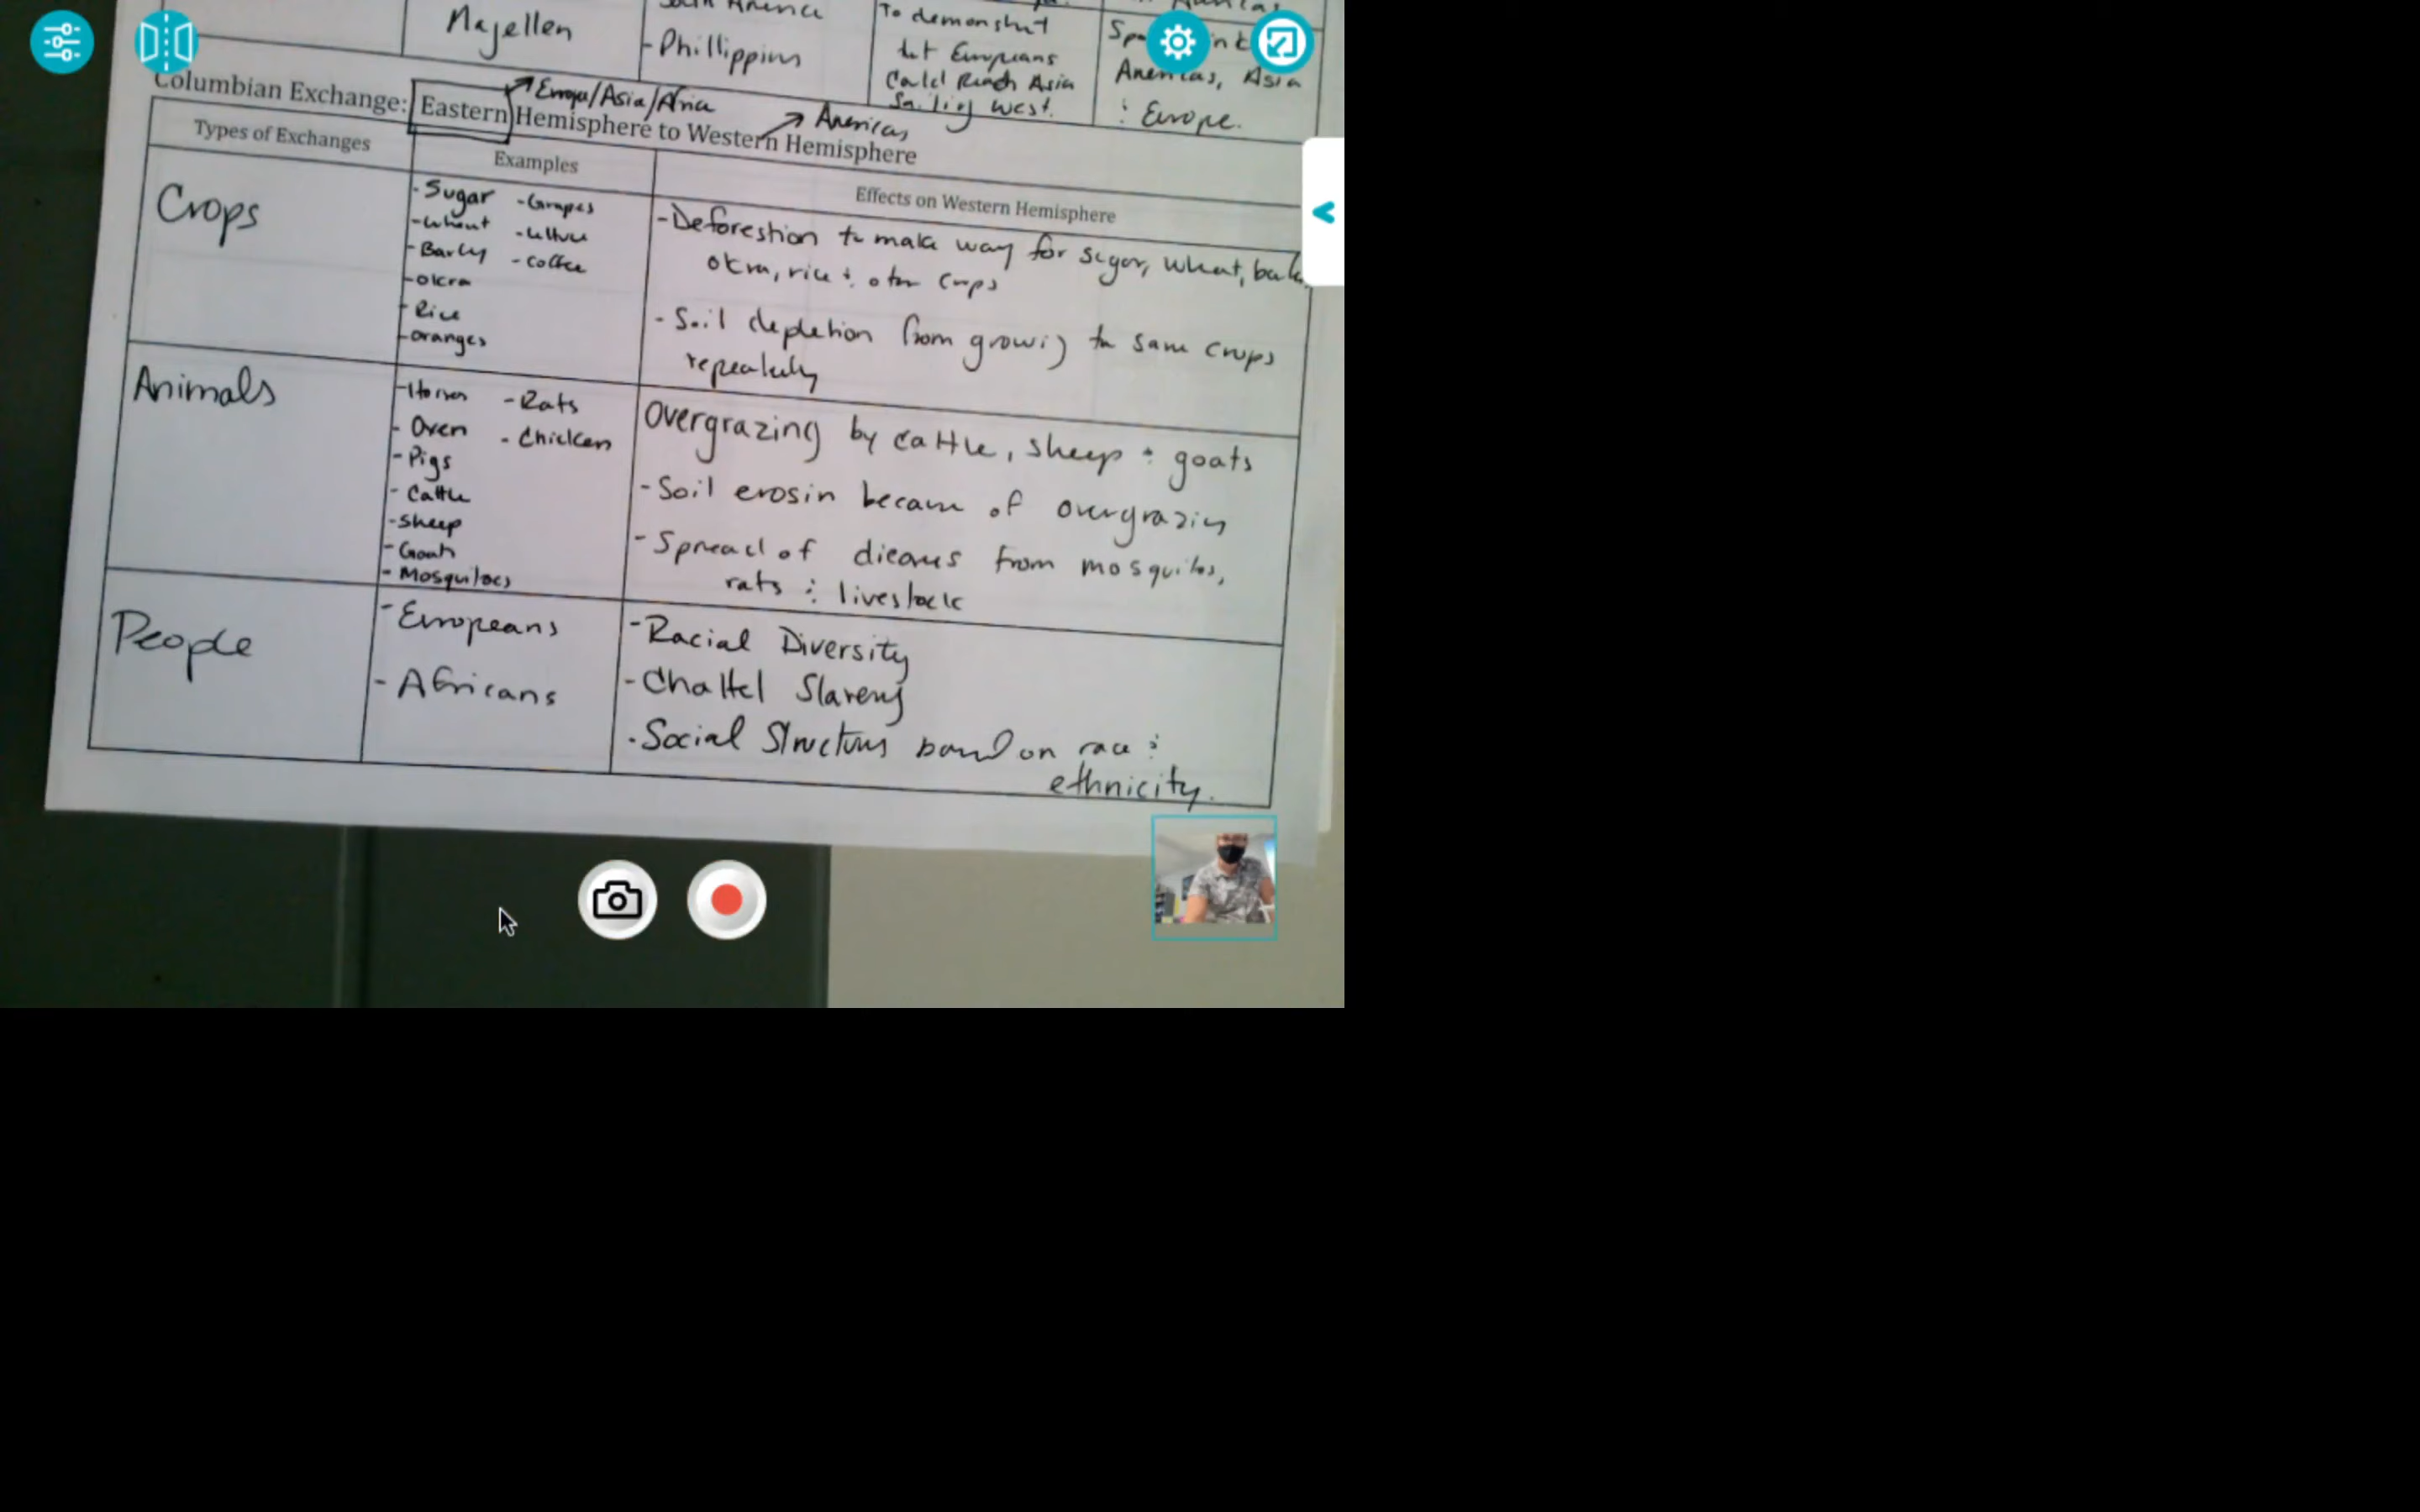 Majellen
- Phillippins
To demonstrat
tht Europeans
Could Reach Asia
Sailing West.
Americas, Asia
: Europe.
Columbian Exchange: Eastern Hemisphere to Western Hemisphere
Europe/Asia/Africa
Americas
Types of Exchanges
Examples
Effects on Western Hemisphere
Crops
- Sugar
- Wheat
- Barley
- Okra
- Rice
- Oranges
- Grapes
- Coffee
- Deforestion to make way for sugar, wheat,
okra, rice : other crops
- Soil depletion from growing the same crops
repeatedly
Animals
- Horses
- Oxen
- Pigs
- Cattle
- Sheep
- Goats
- Mosquitoes
- Rats
- Chicken
Overgrazing by cattle, sheep : goats
- Soil erosin because of overgrazing
- Spread of diseases from mosquitos,
rats : livestock
People
- Europeans
- Africans
- Racial Diversity
- Chattel Slavery
- Social Structures based on race :
ethnicity.